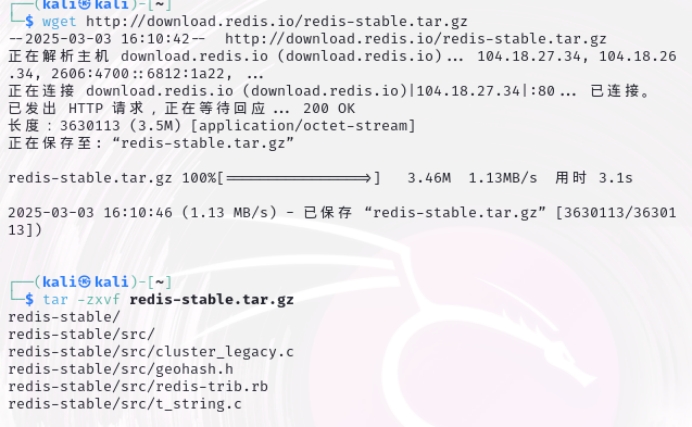 ┌──(kali㉿kali)-[~]
└─$ wget http://download.redis.io/redis-stable.tar.gz
--2025-03-03 16:10:42--  http://download.redis.io/redis-stable.tar.gz
正在解析主机 download.redis.io (download.redis.io)... 104.18.27.34, 104.18.26
.34, 2606:4700::6812:1a22, ...
正在连接 download.redis.io (download.redis.io)|104.18.27.34|:80... 已连接。
已发出 HTTP 请求，正在等待回应... 200 OK
长度：3630113 (3.5M) [application/octet-stream]
正在保存至: “redis-stable.tar.gz”
redis-stable.tar.gz 100%[===================>]   3.46M  1.13MB/s  用时 3.1s
2025-03-03 16:10:46 (1.13 MB/s) - 已保存 “redis-stable.tar.gz” [3630113/36301
13])
┌──(kali㉿kali)-[~]
└─$ tar -zxvf redis-stable.tar.gz
redis-stable/
redis-stable/src/
redis-stable/src/cluster_legacy.c
redis-stable/src/geohash.h
redis-stable/src/redis-trib.rb
redis-stable/src/t_string.c